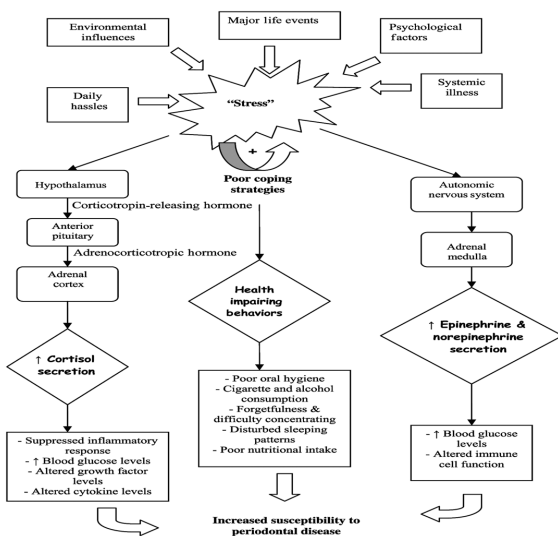 Environmental
influences
Major life events
Psychological
factors
Daily
hassles
"Stress"
Systemic
illness
+
Poor coping
strategies
Hypothalamus
Corticotropin-releasing hormone
Anterior
pituitary
Adrenocorticotropic hormone
Adrenal
cortex
↑ Cortisol
secretion
- Suppressed inflammatory
response
- ↑ Blood glucose levels
- Altered growth factor
levels
- Altered cytokine levels
Health
impairing
behaviors
- Poor oral hygiene
- Cigarette and alcohol
consumption
- Forgetfulness &
difficulty concentrating
- Disturbed sleeping
patterns
- Poor nutritional intake
Autonomic
nervous system
Adrenal
medulla
↑ Epinephrine &
norepinephrine
secretion
- ↑ Blood glucose
levels
- Altered immune
cell function
Increased susceptibility to
periodontal disease